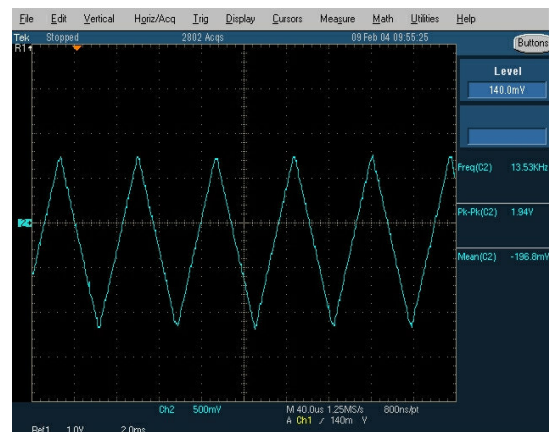 File Edit Vertical Horiz/Acq Trig Display Cursors Measure Math Utilities Help
Tek Stopped 2802 Acqs 09 Feb 04 09:55:25
Buttons
R1
Level
140.0mV
Freq(C2) 13.53KHz
2
Pk-Pk(C2) 1.94V
Mean(C2) -196.8mV
Ch2 500mV M 40.0us 1.25MS/s 800ns/pt
A Ch1 140m V
Ref1 1.0V 2.0ms